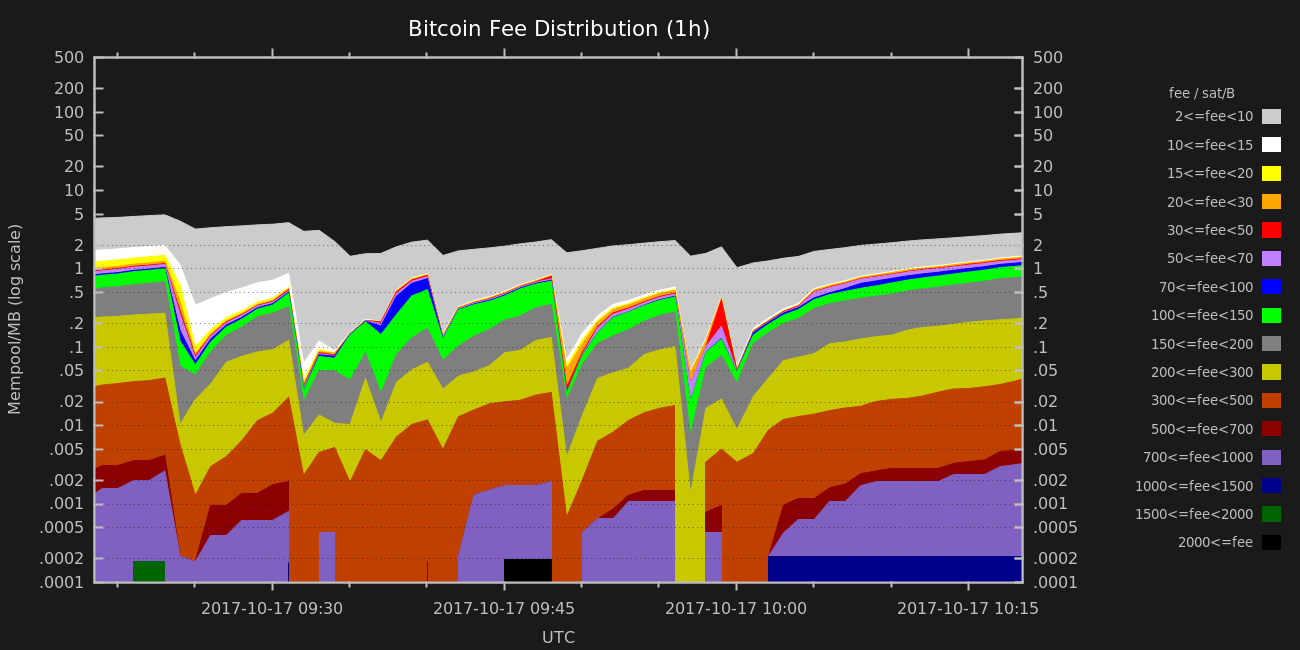 Bitcoin Fee Distribution (1h)
500 500
200 200
100 100
50 50
20 20
10 10
5 5
2 2
1 1
.5 .5
.2 .2
.1 .1
.05 .05
.02 .02
.01 .01
.005 .005
.002 .002
.001 .001
.0005 .0005
.0002 .0002
.0001 .0001
Mempool/MB (log scale)
2017-10-17 09:30 2017-10-17 09:45 2017-10-17 10:00 2017-10-17 10:15
UTC
fee / sat/B
2<=fee<10
10<=fee<15
15<=fee<20
20<=fee<30
30<=fee<50
50<=fee<70
70<=fee<100
100<=fee<150
150<=fee<200
200<=fee<300
300<=fee<500
500<=fee<700
700<=fee<1000
1000<=fee<1500
1500<=fee<2000
2000<=fee